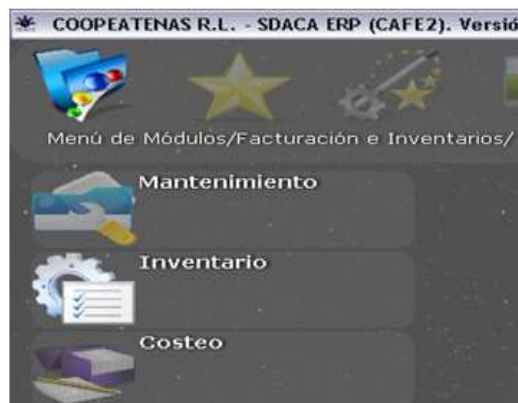 COOPEATENAS R.L. - SDACA ERP (CAFE2). Versió
Menú de Módulos/Facturación e Inventarios/
Mantenimiento
Inventario
Costeo